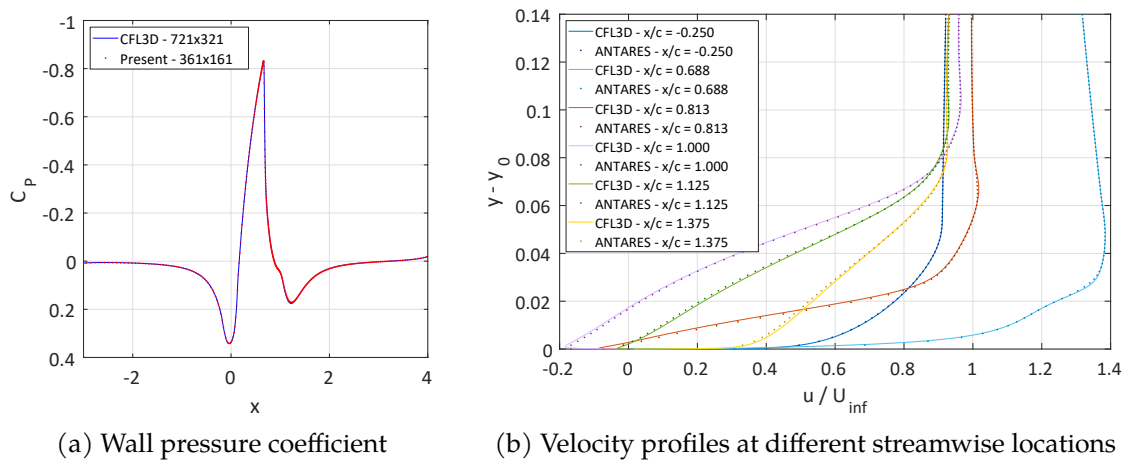 -1
-0.8
-0.6
-0.4
-0.2
0
0.2
0.4
C_P
CFL3D - 721x321
Present - 361x161
-2
0
2
4
x
(a) Wall pressure coefficient
0.14
0.12
0.1
0.08
0.06
0.04
0.02
0
y - y_0
CFL3D - x/c = -0.250
ANTARES - x/c = -0.250
CFL3D - x/c = 0.688
ANTARES - x/c = 0.688
CFL3D - x/c = 0.813
ANTARES - x/c = 0.813
CFL3D - x/c = 1.000
ANTARES - x/c = 1.000
CFL3D - x/c = 1.125
ANTARES - x/c = 1.125
CFL3D - x/c = 1.375
ANTARES - x/c = 1.375
-0.2
0
0.2
0.4
0.6
0.8
1
1.2
1.4
u / U_inf
(b) Velocity profiles at different streamwise locations